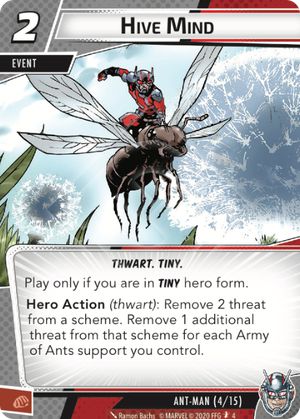 2
HIVE MIND
EVENT
THWART. TINY.
Play only if you are in TINY hero form.
Hero Action (thwart): Remove 2 threat
from a scheme. Remove 1 additional
threat from that scheme for each Army
of Ants support you control.
ANT-MAN (4/15)
Ramon Bachs © MARVEL © 2020 FFG 4